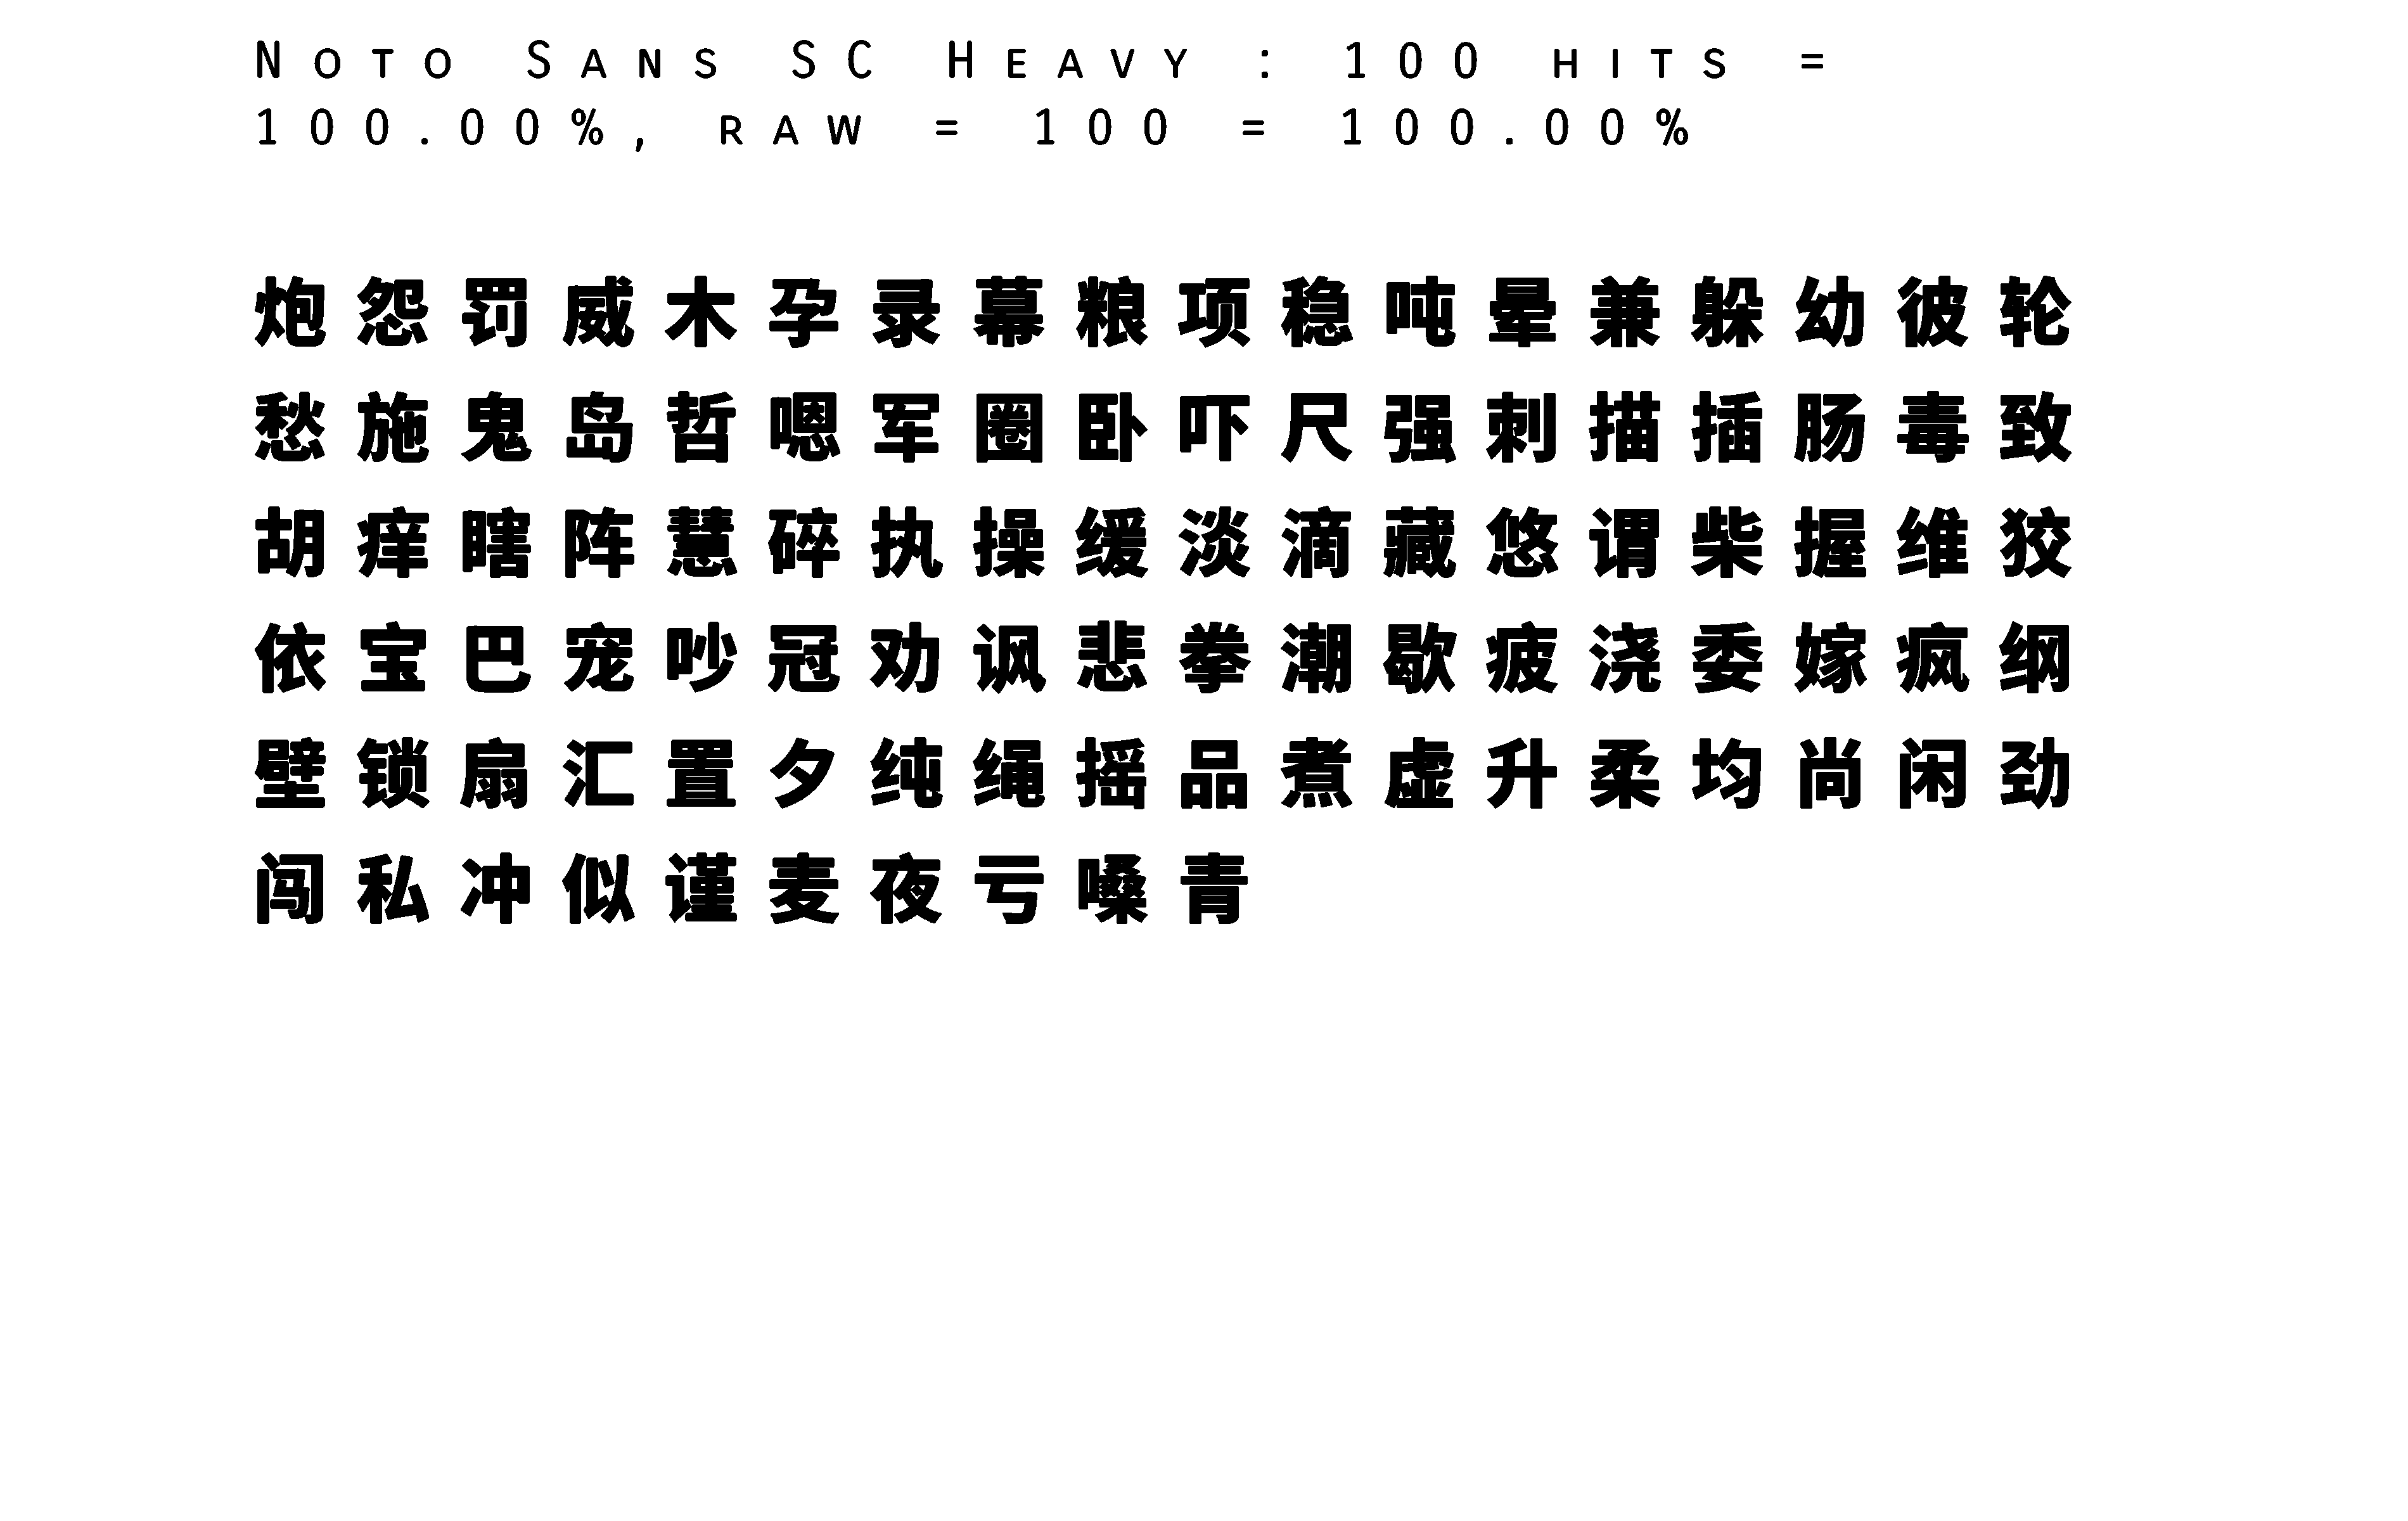 Noto Sans SC Heavy : 100 hits =
100.00%, raw = 100 = 100.00%
炮怨罚威木孕录幕粮项稳吨晕兼躲幼彼轮
愁施鬼岛哲嗯军圈卧吓尺强刺描插肠毒致
胡痒瞎阵慧碎执操缓淡滴藏悠谓柴握维狡
依宝巴宠吵冠劝讽悲拳潮歇疲浇委嫁疯纲
壁锁扇汇置夕纯绳摇品煮虚升柔均尚闲劲
闯私冲似谨麦夜亏嗓青